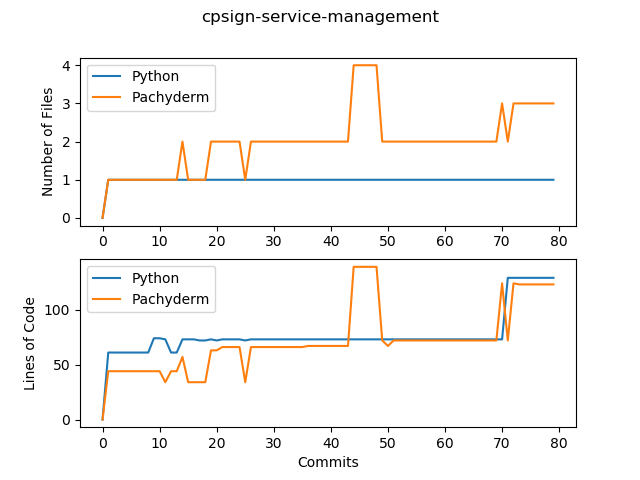 cpsign-service-management
Number of Files
4
3
2
1
0
Python
Pachyderm
0 10 20 30 40 50 60 70 80
Lines of Code
100
50
0
Python
Pachyderm
0 10 20 30 40 50 60 70 80
Commits